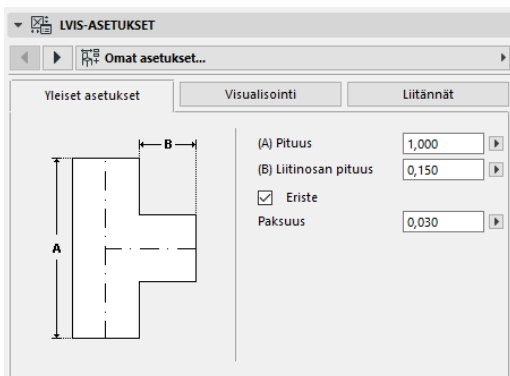 LVIS-ASETUKSET
Omat asetukset...
Yleiset asetukset
Visualisointi
Liitännät
B
A
(A) Pituus
1,000
(B) Liitinosan pituus
0,150
Eriste
Paksuus
0,030